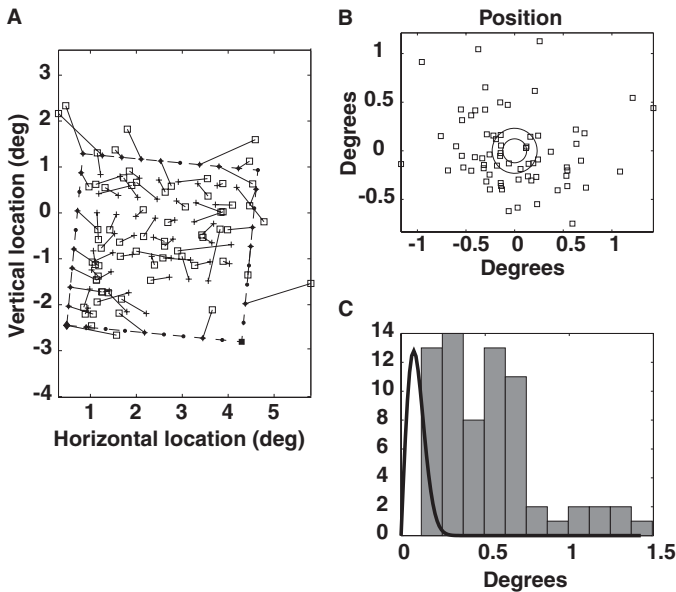 A
Vertical location (deg)
3
2
1
0
-1
-2
-3
-4
1 2 3 4 5
Horizontal location (deg)
B
Position
Degrees
1
0.5
0
-0.5
-1 -0.5 0 0.5 1
Degrees
C
14
12
10
8
6
4
2
0
0 0.5 1 1.5
Degrees